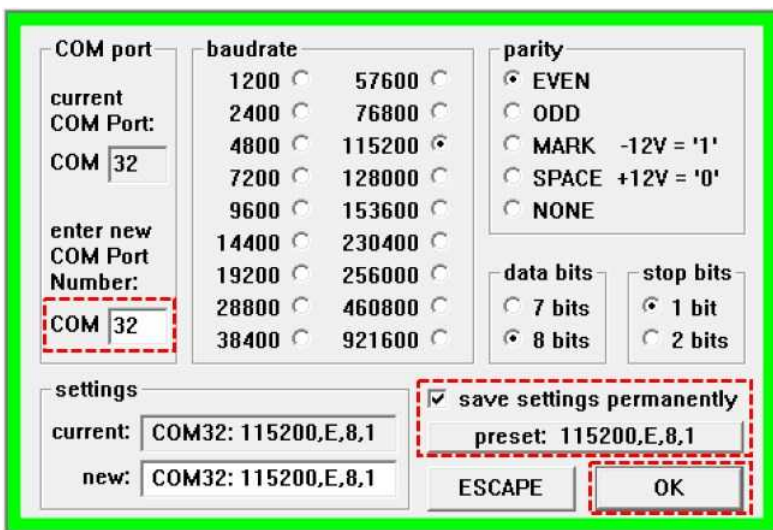 COM port
current
COM Port:
COM 32
enter new
COM Port
Number:
COM 32
baudrate
1200 57600
2400 76800
4800 115200
7200 128000
9600 153600
14400 230400
19200 256000
28800 460800
38400 921600
parity
EVEN
ODD
MARK -12V = '1'
SPACE +12V = '0'
NONE
data bits
7 bits
8 bits
stop bits
1 bit
2 bits
settings
current: COM32: 115200,E,8,1
new: COM32: 115200,E,8,1
save settings permanently
preset: 115200,E,8,1
ESCAPE OK